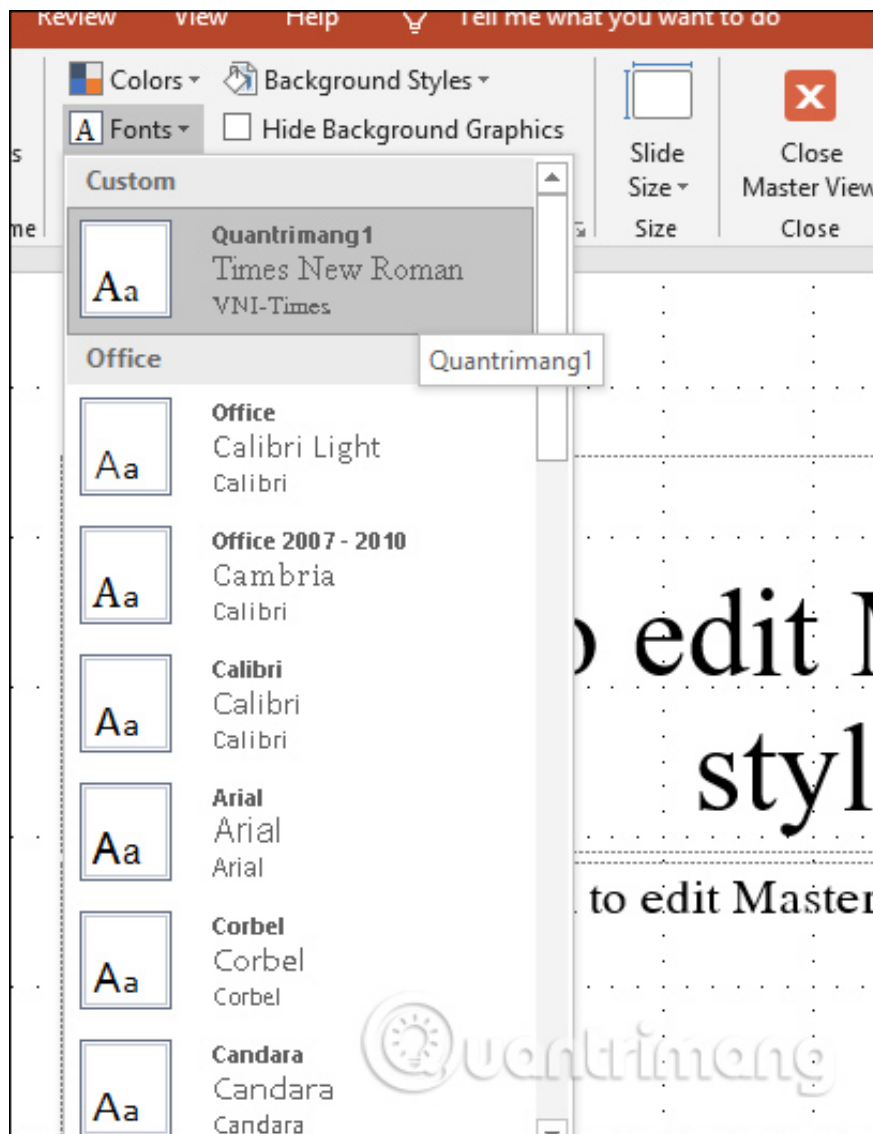 Review View Help Tell me what you want to do
Colors Background Styles
A Fonts Hide Background Graphics
Slide Size
Close Master View
s
me Size Close
Custom
Aa
Quantrimang1
Times New Roman
VNI-Times
Quantrimang1
Office
Aa
Office
Calibri Light
Calibri
Aa
Office 2007 - 2010
Cambria
Calibri
Aa
Calibri
Calibri
Calibri
Aa
Arial
Arial
Arial
Aa
Corbel
Corbel
Corbel
Aa
Candara
Candara
Candara
edit
styl
to edit Master
Quantrimang